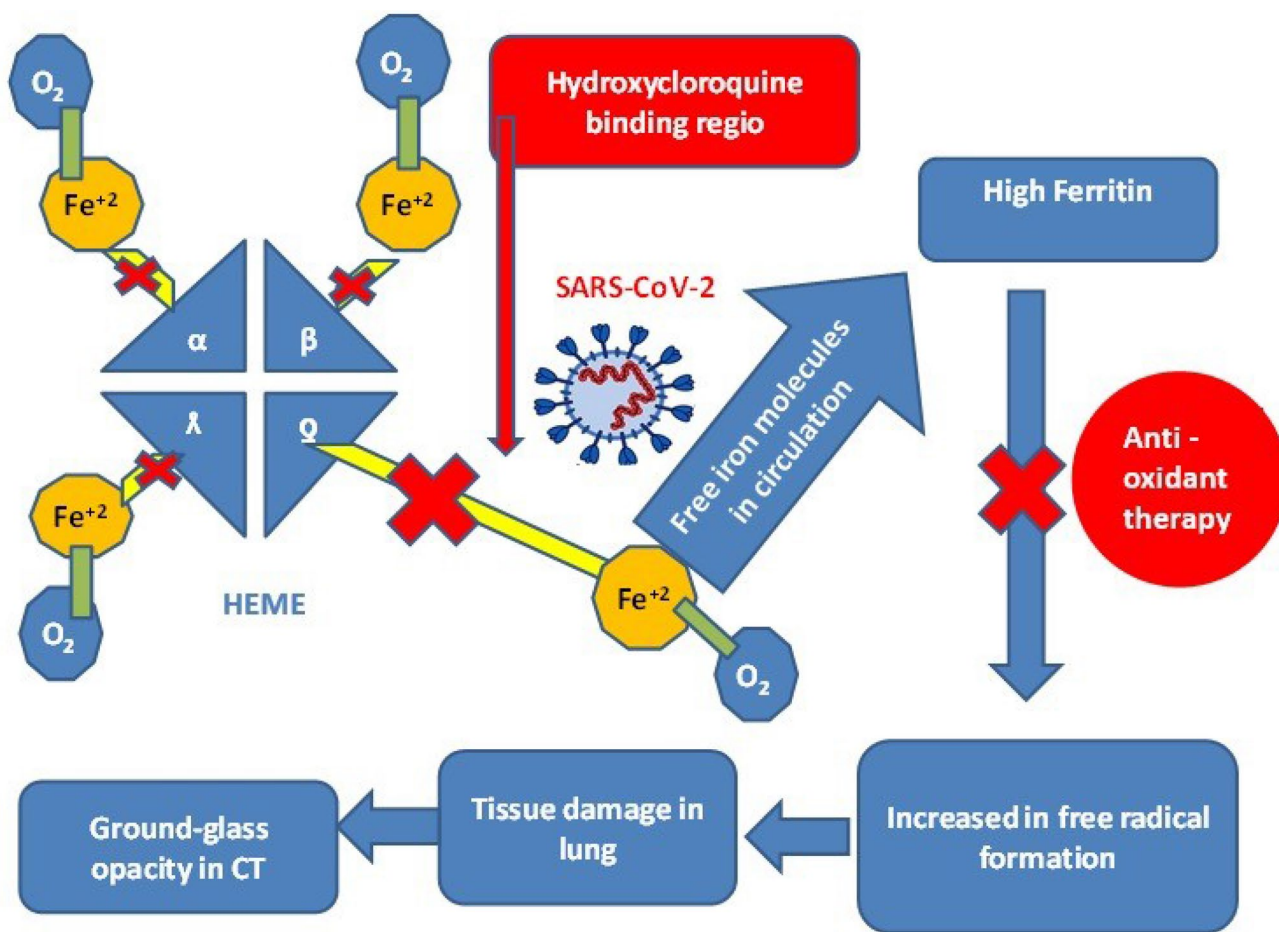 O₂
O₂
Hydroxycloroquine
binding regio
Fe⁺²
Fe⁺²
High Ferritin
SARS-CoV-2
α
β
Free iron molecules
in circulation
Anti -
oxidant
therapy
Fe⁺²
HEME
Fe⁺²
O₂
O₂
Increased in free radical
formation
Tissue damage in
lung
Ground-glass
opacity in CT